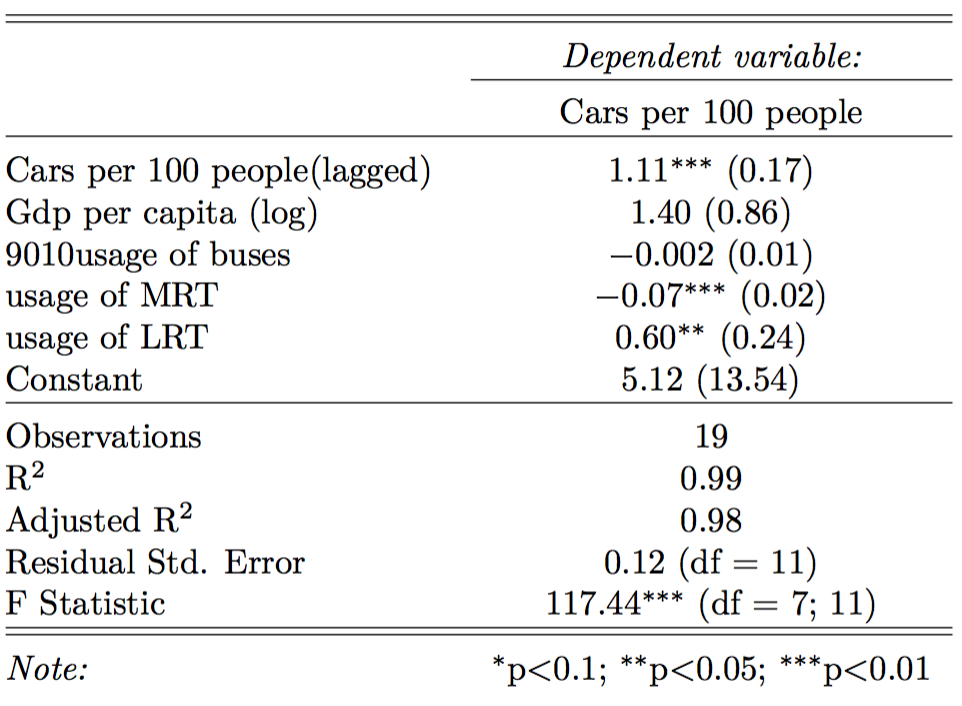 Dependent variable:
Cars per 100 people
Cars per 100 people(lagged) 1.11*** (0.17)
Gdp per capita (log) 1.40 (0.86)
9010usage of buses −0.002 (0.01)
usage of MRT −0.07*** (0.02)
usage of LRT 0.60** (0.24)
Constant 5.12 (13.54)
Observations 19
R² 0.99
Adjusted R² 0.98
Residual Std. Error 0.12 (df = 11)
F Statistic 117.44*** (df = 7; 11)
Note: *p<0.1; **p<0.05; ***p<0.01